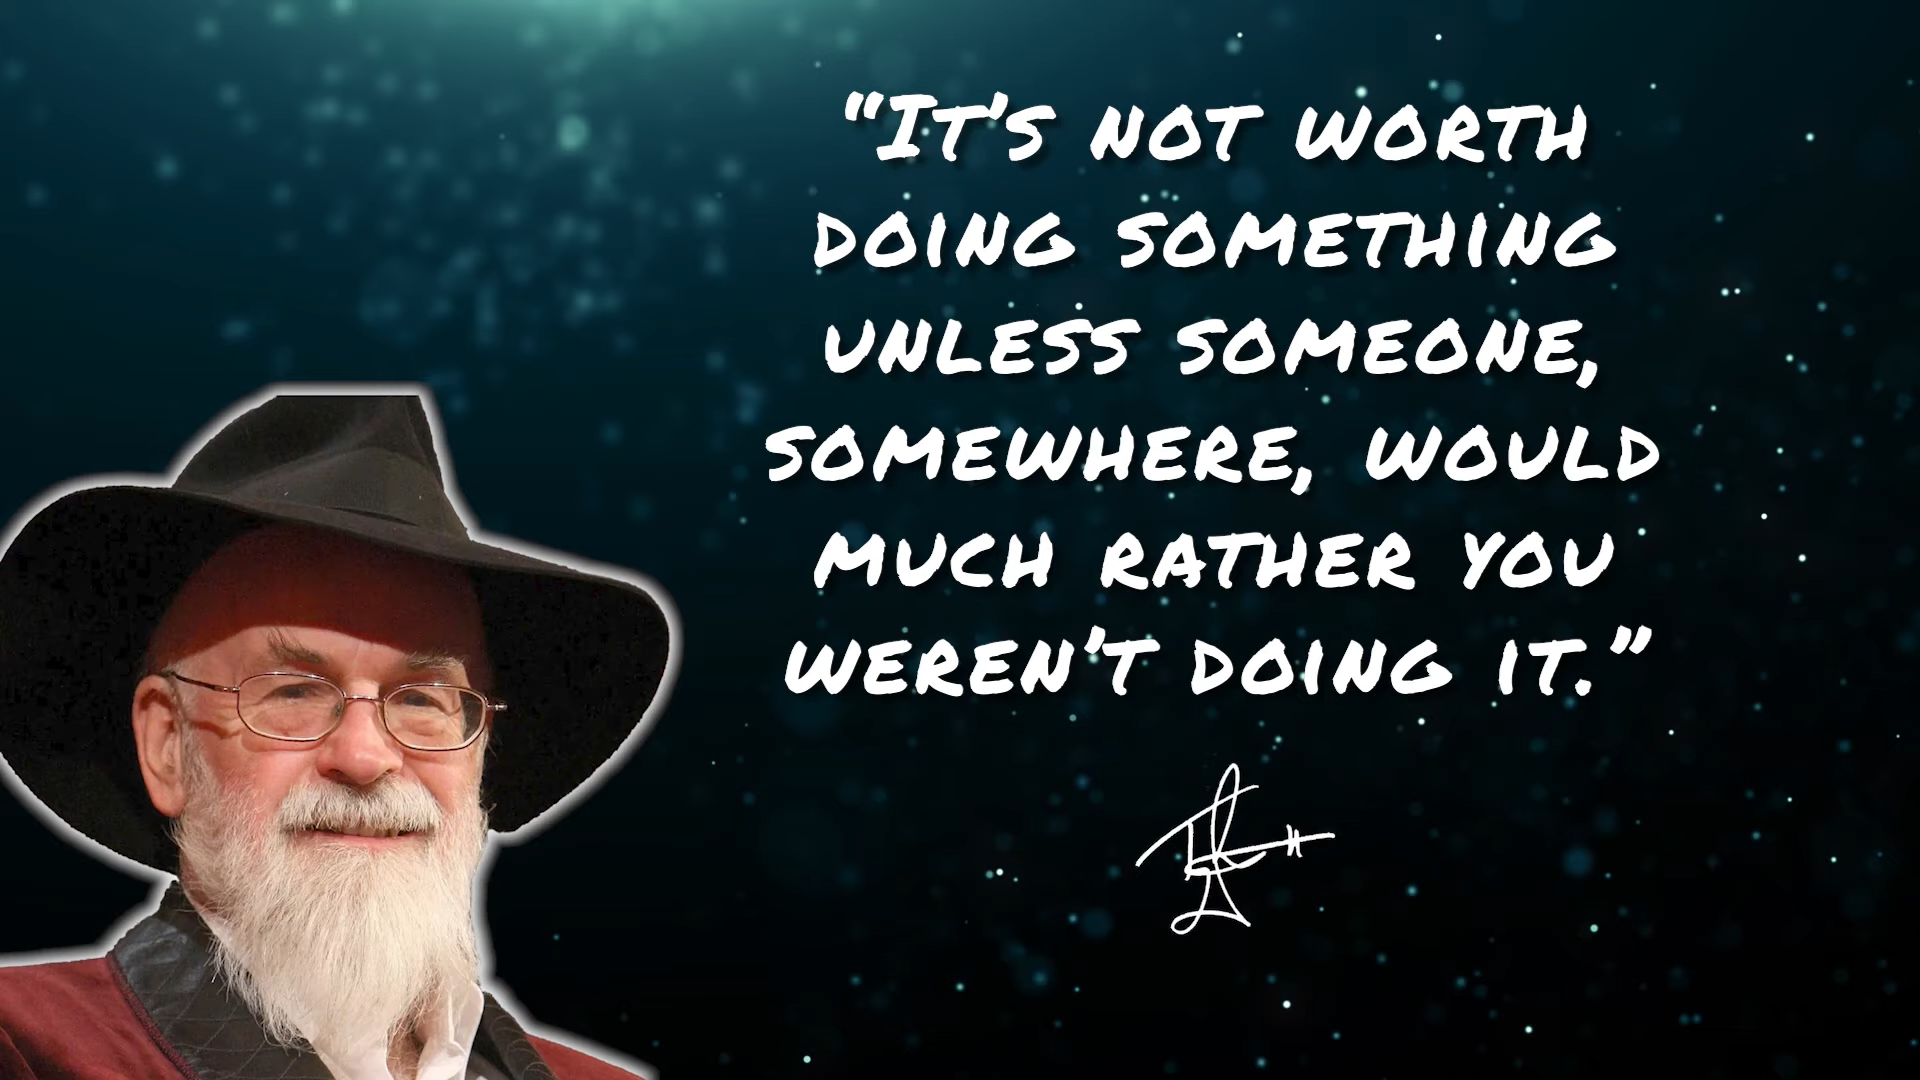 “It’s not worth
doing something
unless someone,
somewhere, would
much rather you
weren’t doing it.”